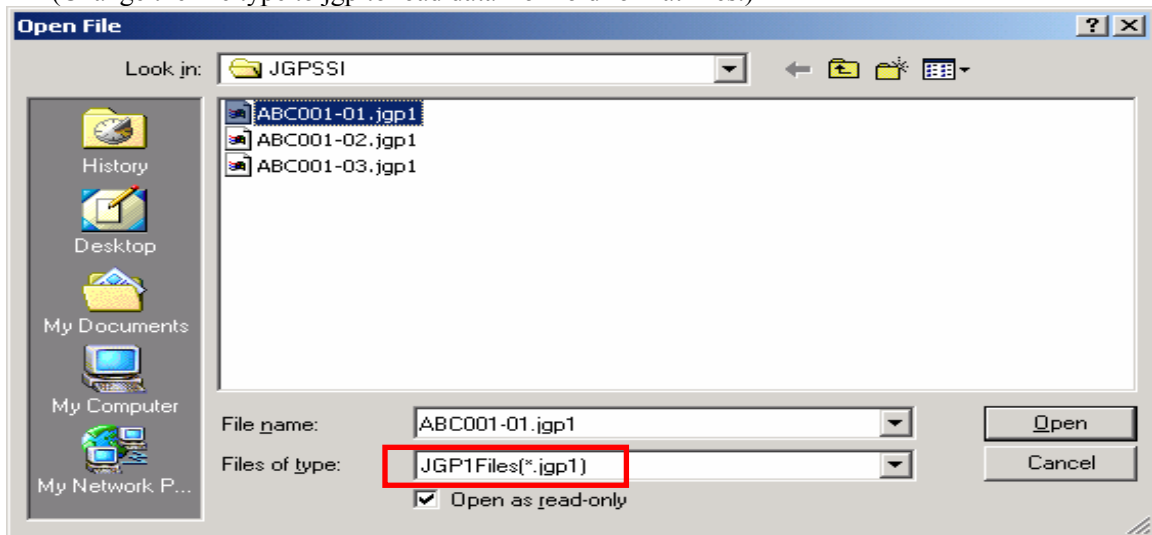 Open File
Look in: JGPSSI
ABC001-01.jgp1
ABC001-02.jgp1
ABC001-03.jgp1
History
Desktop
My Documents
My Computer
My Network P...
File name: ABC001-01.jgp1 Open
Files of type: JGP1Files(*.jgp1) Cancel
Open as read-only